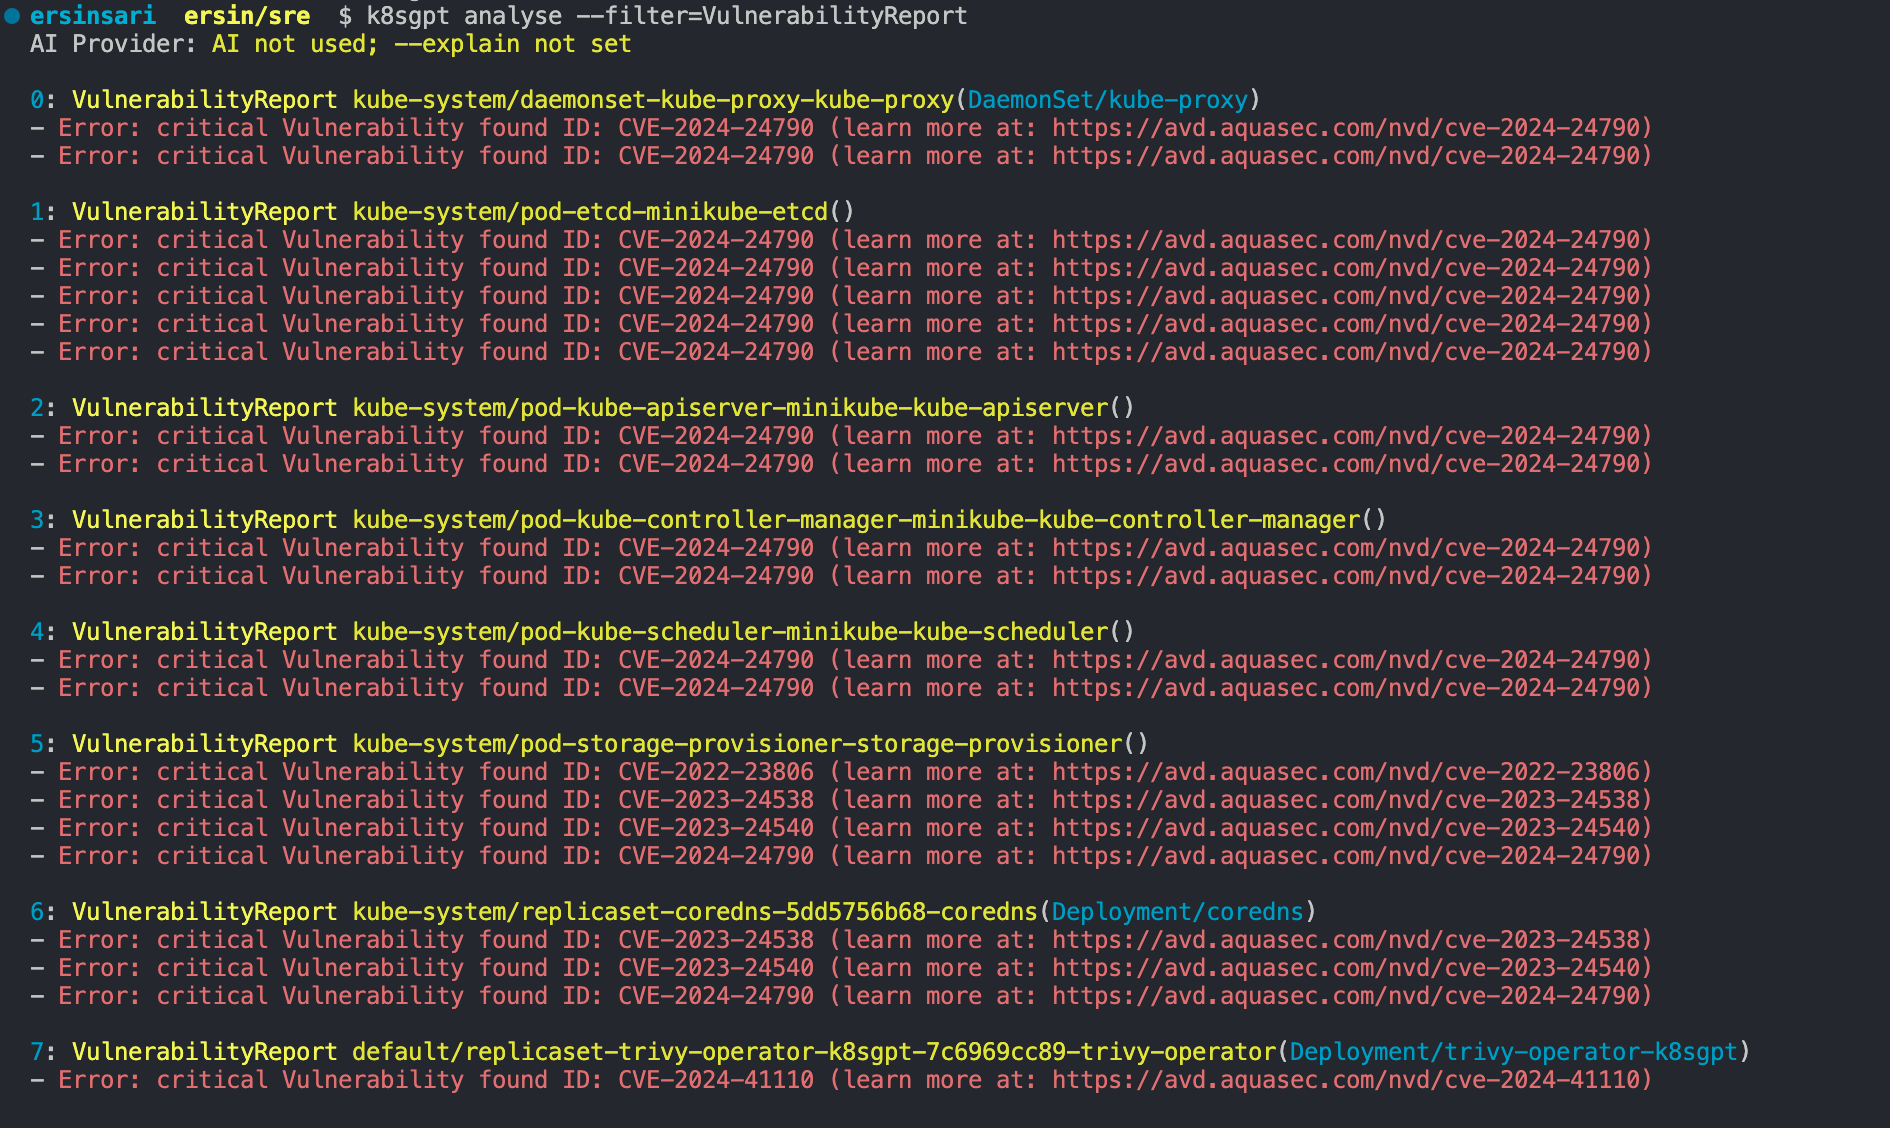 ersinsari ersin/sre $ k8sgpt analyse --filter=VulnerabilityReport
AI Provider: AI not used; --explain not set
0: VulnerabilityReport kube-system/daemonset-kube-proxy-kube-proxy(DaemonSet/kube-proxy)
- Error: critical Vulnerability found ID: CVE-2024-24790 (learn more at: https://avd.aquasec.com/nvd/cve-2024-24790)
- Error: critical Vulnerability found ID: CVE-2024-24790 (learn more at: https://avd.aquasec.com/nvd/cve-2024-24790)
1: VulnerabilityReport kube-system/pod-etcd-minikube-etcd()
- Error: critical Vulnerability found ID: CVE-2024-24790 (learn more at: https://avd.aquasec.com/nvd/cve-2024-24790)
- Error: critical Vulnerability found ID: CVE-2024-24790 (learn more at: https://avd.aquasec.com/nvd/cve-2024-24790)
- Error: critical Vulnerability found ID: CVE-2024-24790 (learn more at: https://avd.aquasec.com/nvd/cve-2024-24790)
- Error: critical Vulnerability found ID: CVE-2024-24790 (learn more at: https://avd.aquasec.com/nvd/cve-2024-24790)
- Error: critical Vulnerability found ID: CVE-2024-24790 (learn more at: https://avd.aquasec.com/nvd/cve-2024-24790)
2: VulnerabilityReport kube-system/pod-kube-apiserver-minikube-kube-apiserver()
- Error: critical Vulnerability found ID: CVE-2024-24790 (learn more at: https://avd.aquasec.com/nvd/cve-2024-24790)
- Error: critical Vulnerability found ID: CVE-2024-24790 (learn more at: https://avd.aquasec.com/nvd/cve-2024-24790)
3: VulnerabilityReport kube-system/pod-kube-controller-manager-minikube-kube-controller-manager()
- Error: critical Vulnerability found ID: CVE-2024-24790 (learn more at: https://avd.aquasec.com/nvd/cve-2024-24790)
- Error: critical Vulnerability found ID: CVE-2024-24790 (learn more at: https://avd.aquasec.com/nvd/cve-2024-24790)
4: VulnerabilityReport kube-system/pod-kube-scheduler-minikube-kube-scheduler()
- Error: critical Vulnerability found ID: CVE-2024-24790 (learn more at: https://avd.aquasec.com/nvd/cve-2024-24790)
- Error: critical Vulnerability found ID: CVE-2024-24790 (learn more at: https://avd.aquasec.com/nvd/cve-2024-24790)
5: VulnerabilityReport kube-system/pod-storage-provisioner-storage-provisioner()
- Error: critical Vulnerability found ID: CVE-2022-23806 (learn more at: https://avd.aquasec.com/nvd/cve-2022-23806)
- Error: critical Vulnerability found ID: CVE-2023-24538 (learn more at: https://avd.aquasec.com/nvd/cve-2023-24538)
- Error: critical Vulnerability found ID: CVE-2023-24540 (learn more at: https://avd.aquasec.com/nvd/cve-2023-24540)
- Error: critical Vulnerability found ID: CVE-2024-24790 (learn more at: https://avd.aquasec.com/nvd/cve-2024-24790)
6: VulnerabilityReport kube-system/replicaset-coredns-5dd5756b68-coredns(Deployment/coredns)
- Error: critical Vulnerability found ID: CVE-2023-24538 (learn more at: https://avd.aquasec.com/nvd/cve-2023-24538)
- Error: critical Vulnerability found ID: CVE-2023-24540 (learn more at: https://avd.aquasec.com/nvd/cve-2023-24540)
- Error: critical Vulnerability found ID: CVE-2024-24790 (learn more at: https://avd.aquasec.com/nvd/cve-2024-24790)
7: VulnerabilityReport default/replicaset-trivy-operator-k8sgpt-7c6969cc89-trivy-operator(Deployment/trivy-operator-k8sgpt)
- Error: critical Vulnerability found ID: CVE-2024-41110 (learn more at: https://avd.aquasec.com/nvd/cve-2024-41110)